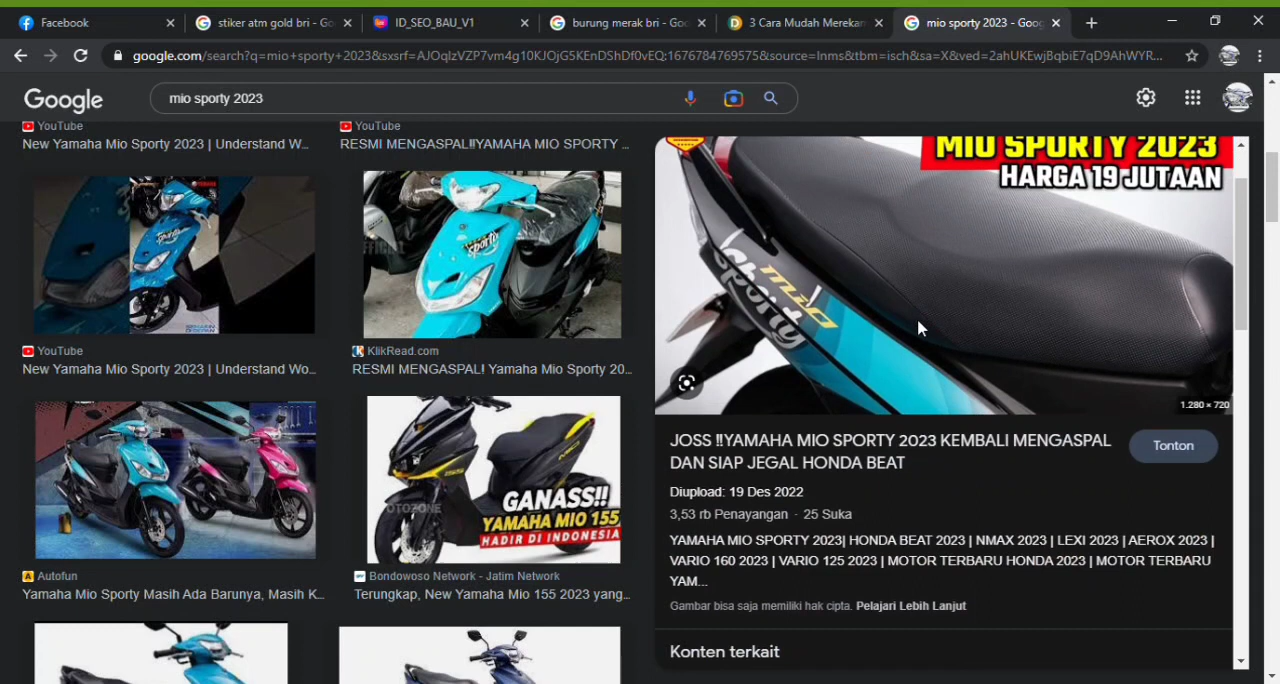 Facebook
stiker atm gold bri - Go
ID_SEO_BAU_V1
burung merak bri - Goo
3 Cara Mudah Merekam
mio sporty 2023 - Goog
google.com/search?q=mio+sporty+2023&sxsrf=AJOqlzVZP7vm4g10KJOjG5KEnDShDf0vEQ:1676784769575&source=lnms&tbm=isch&sa=X&ved=2ahUKEwjBqbiE7qD9AhWYR...
Google
mio sporty 2023
YouTube
New Yamaha Mio Sporty 2023 | Understand W...
YouTube
RESMI MENGASPAL!!YAMAHA MIO SPORTY ...
YouTube
New Yamaha Mio Sporty 2023 | Understand Wo...
sporty
KlikRead.com
RESMI MENGASPAL! Yamaha Mio Sporty 20...
Autofun
Yamaha Mio Sporty Masih Ada Barunya, Masih K...
OTOZONE
155
GANASS!!
YAMAHA MIO 155
HADIR DI INDONESIA
Bondowoso Network - Jatim Network
Terungkap, New Yamaha Mio 155 2023 yang...
MIO SPORTY 2023
HARGA 19 JUTAAN
mio
Sporty
1.280 × 720
JOSS !!YAMAHA MIO SPORTY 2023 KEMBALI MENGASPAL
DAN SIAP JEGAL HONDA BEAT
Tonton
Diupload: 19 Des 2022
3,53 rb Penayangan · 25 Suka
YAMAHA MIO SPORTY 2023| HONDA BEAT 2023 | NMAX 2023 | LEXI 2023 | AEROX 2023 |
VARIO 160 2023 | VARIO 125 2023 | MOTOR TERBARU HONDA 2023 | MOTOR TERBARU
YAM...
Gambar bisa saja memiliki hak cipta. Pelajari Lebih Lanjut
Konten terkait